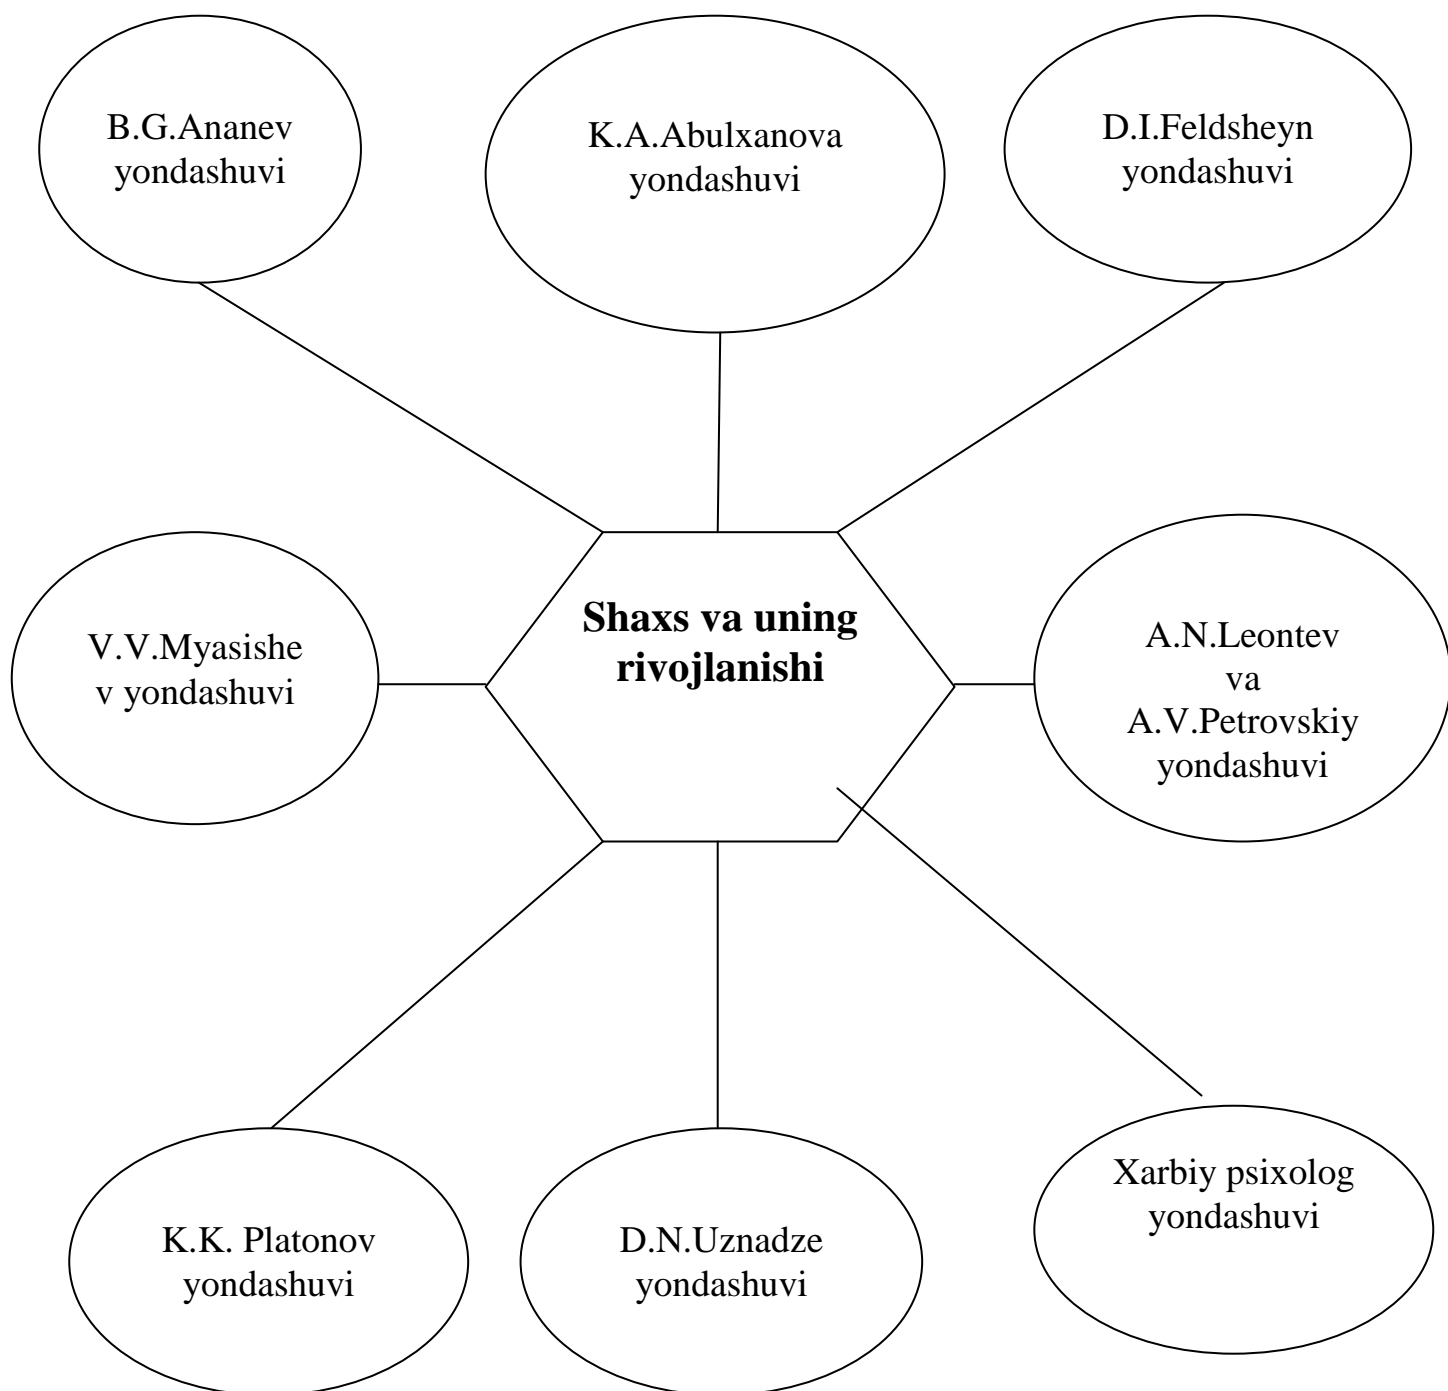 B.G.Ananev
yondashuvi
K.A.Abulxanova
yondashuvi
D.I.Feldsheyn
yondashuvi
V.V.Myasishe
v yondashuvi
Shaxs va uning
rivojlanishi
A.N.Leontev
va
A.V.Petrovskiy
yondashuvi
K.K. Platonov
yondashuvi
D.N.Uznadze
yondashuvi
Xarbiy psixolog
yondashuvi